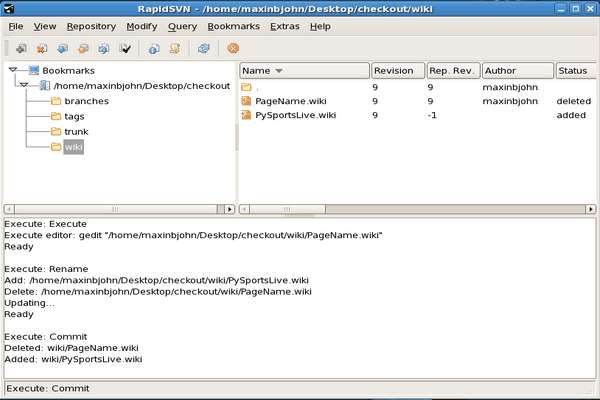 RapidSVN - /home/maxinbjohn/Desktop/checkout/wiki
File View Repository Modify Query Bookmarks Extras Help
Bookmarks
/home/maxinbjohn/Desktop/checkout
branches
tags
trunk
wiki
Name Revision Rep. Rev. Author Status
. 9 9 maxinbjohn
PageName.wiki 9 9 maxinbjohn deleted
PySportsLive.wiki 9 -1 added
Execute: Execute
Execute editor: gedit "/home/maxinbjohn/Desktop/checkout/wiki/PageName.wiki"
Ready
Execute: Rename
Add: /home/maxinbjohn/Desktop/checkout/wiki/PySportsLive.wiki
Delete: /home/maxinbjohn/Desktop/checkout/wiki/PageName.wiki
Updating...
Ready
Execute: Commit
Deleted: wiki/PageName.wiki
Added: wiki/PySportsLive.wiki
Execute: Commit